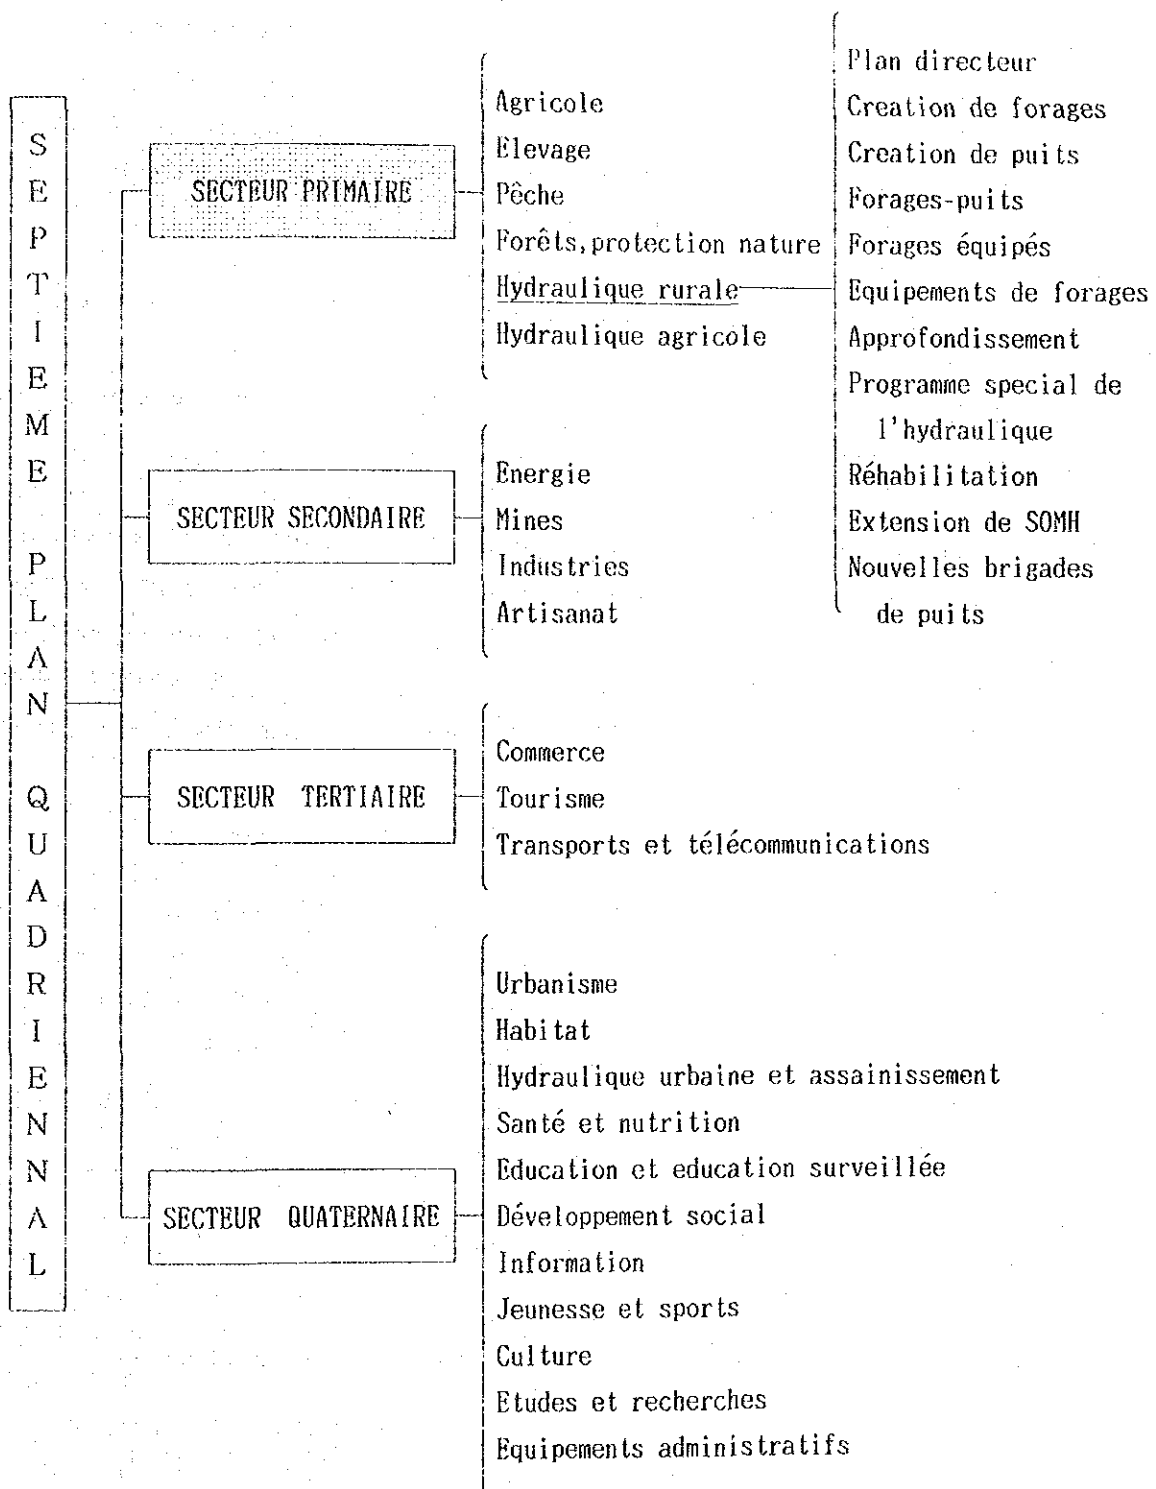 SEPTIEME PLAN QUADRIENNAL
SECTEUR PRIMAIRE
Agricole
Elevage
Pêche
Forêts,protection nature
Hydraulique rurale
Hydraulique agricole
Plan directeur
Creation de forages
Creation de puits
Forages-puits
Forages équipés
Equipements de forages
Approfondissement
Programme special de
l'hydraulique
Réhabilitation
Extension de SOMH
Nouvelles brigades
de puits
SECTEUR SECONDAIRE
Energie
Mines
Industries
Artisanat
SECTEUR TERTIAIRE
Commerce
Tourisme
Transports et télécommunications
SECTEUR QUATERNAIRE
Urbanisme
Habitat
Hydraulique urbaine et assainissement
Santé et nutrition
Education et education surveillée
Développement social
Information
Jeunesse et sports
Culture
Etudes et recherches
Equipements administratifs